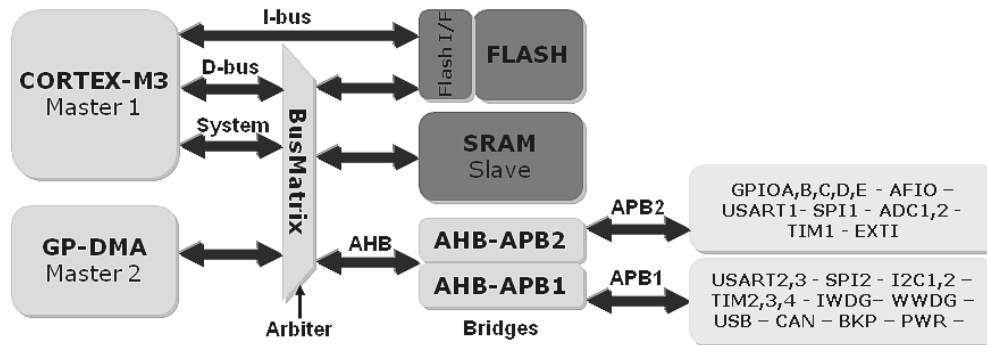 I-bus
CORTEX-M3
Master 1
D-bus
System
BusMatrix
Flash I/F
FLASH
SRAM
Slave
GP-DMA
Master 2
AHB
Arbiter
AHB-APB2
AHB-APB1
Bridges
APB2
GPIOA,B,C,D,E - AFIO –
USART1- SPI1 - ADC1,2 -
TIM1 - EXTI
APB1
USART2,3 - SPI2 - I2C1,2 –
TIM2,3,4 - IWDG– WWDG –
USB – CAN – BKP – PWR –